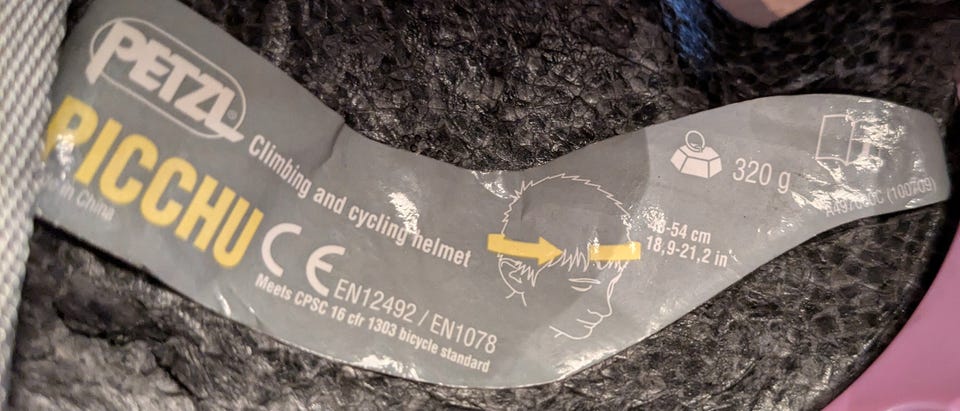 PETZL
PICCHU
in China
Climbing and cycling helmet
CE EN12492 / EN1078
Meets CPSC 16 cfr 1303 bicycle standard
48-54 cm
18,9-21,2 in
320 g
(100709)